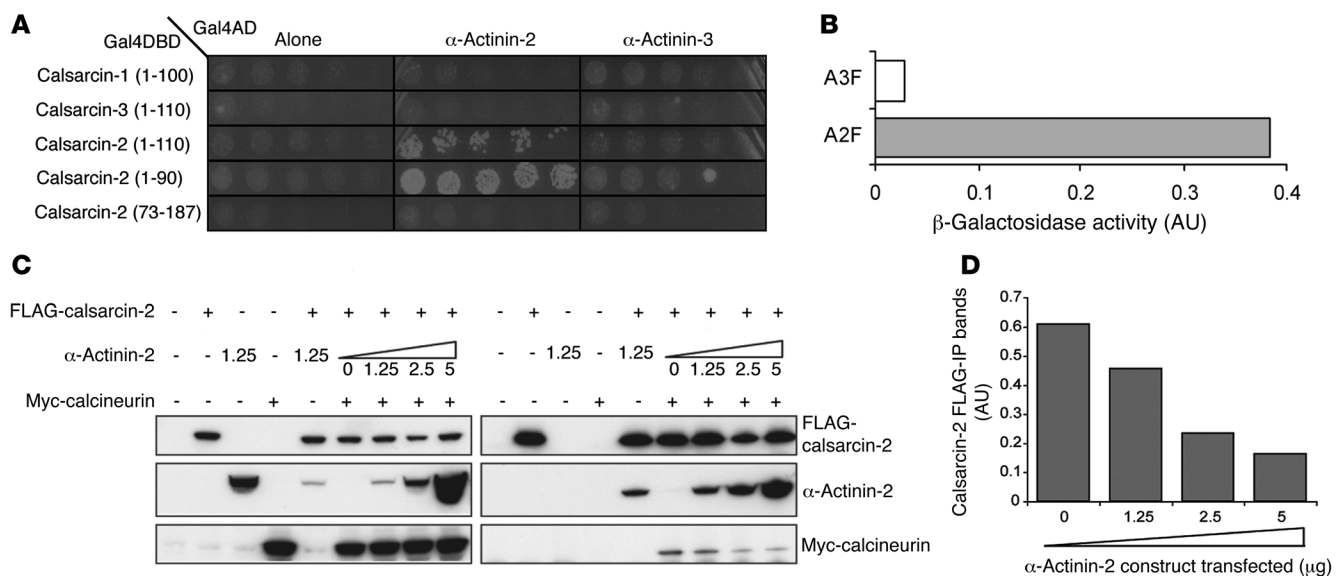 A
Gal4AD
Gal4DBD
Alone α-Actinin-2 α-Actinin-3
Calsarcin-1 (1-100)
Calsarcin-3 (1-110)
Calsarcin-2 (1-110)
Calsarcin-2 (1-90)
Calsarcin-2 (73-187)
B
A3F
A2F
0 0.1 0.2 0.3 0.4
β-Galactosidase activity (AU)
C
FLAG-calsarcin-2 - + - - + + + + + - + - - + + + + +
α-Actinin-2 - - 1.25 - 1.25 - - 1.25 - 1.25
0 1.25 2.5 5 0 1.25 2.5 5
Myc-calcineurin - - - + - + + + + - - - + - + + + +
FLAG-
calsarcin-2
α-Actinin-2
Myc-calcineurin
D
Calsarcin-2 FLAG-IP bands
(AU)
0.7
0.6
0.5
0.4
0.3
0.2
0.1
0
0 1.25 2.5 5
α-Actinin-2 construct transfected (μg)